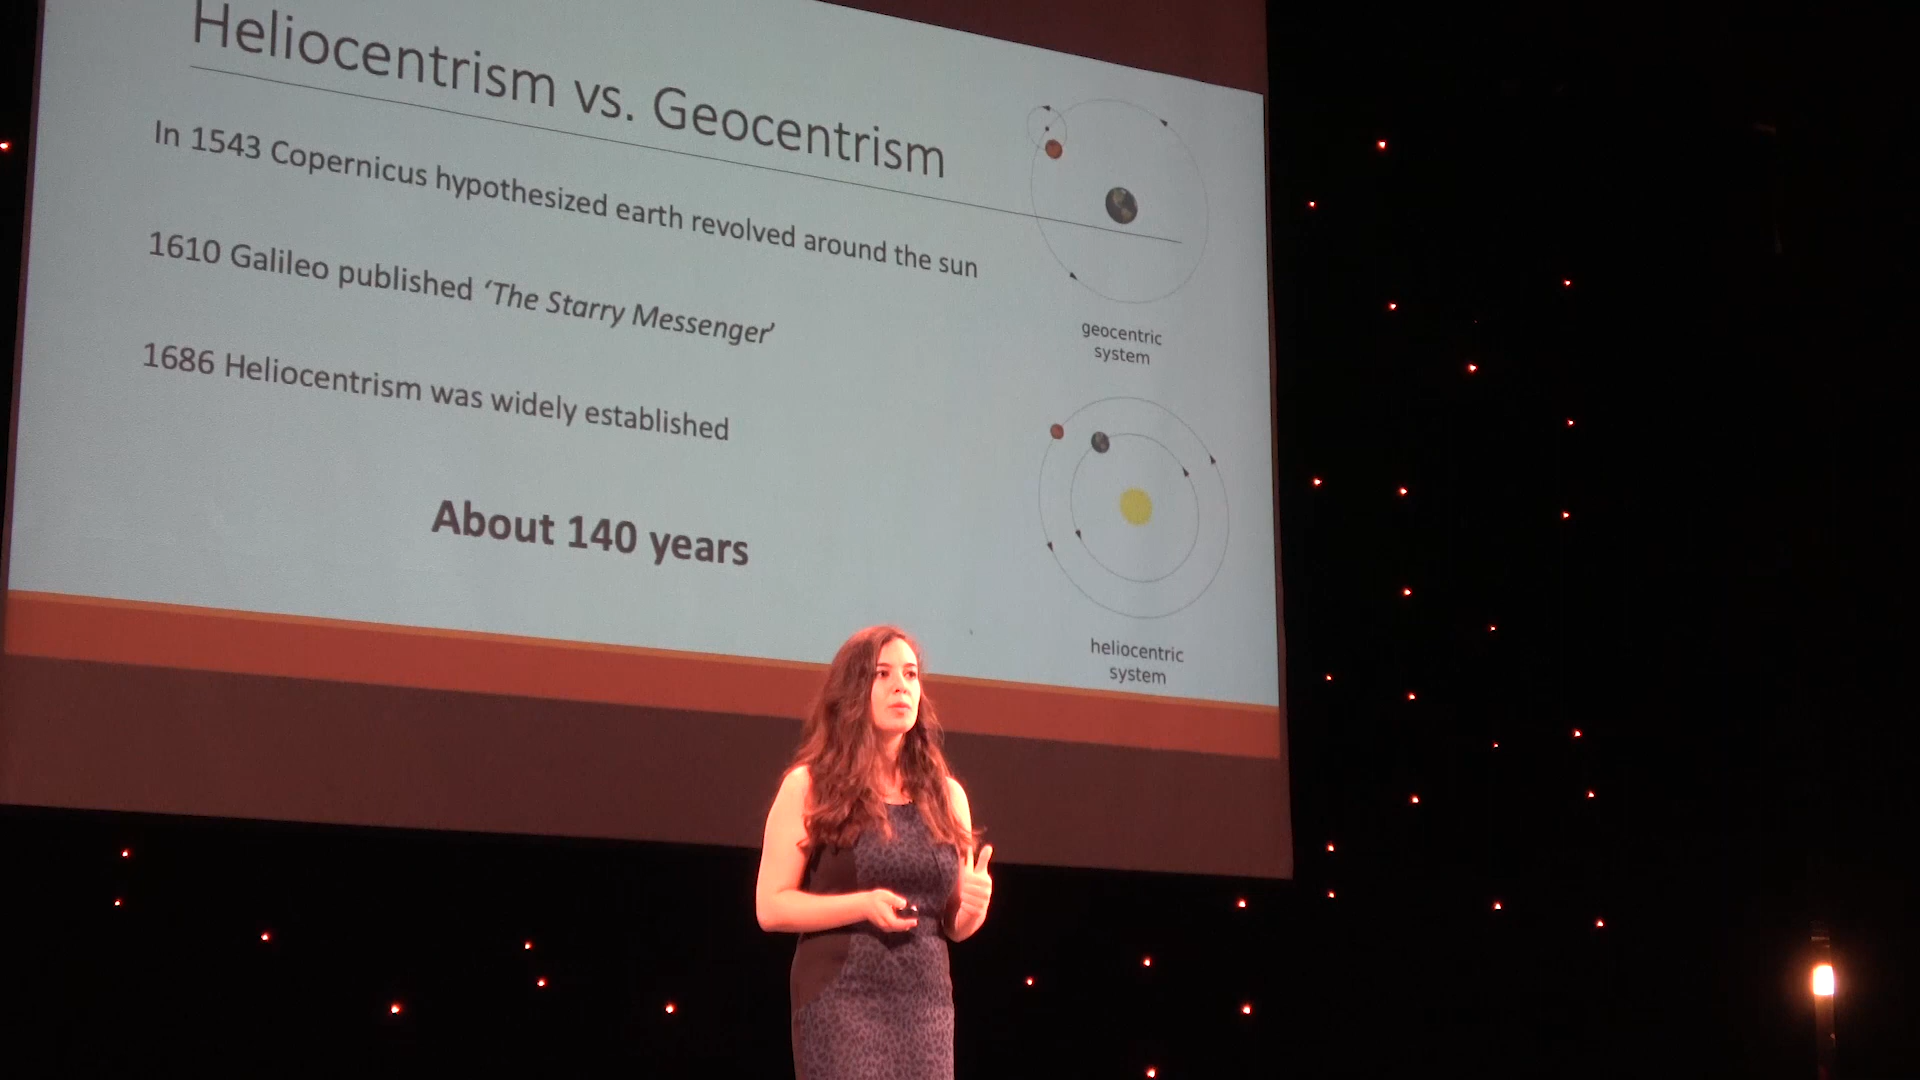 Heliocentrism vs. Geocentrism
In 1543 Copernicus hypothesized earth revolved around the sun
1610 Galileo published ‘The Starry Messenger’
1686 Heliocentrism was widely established
About 140 years
geocentric
system
heliocentric
system